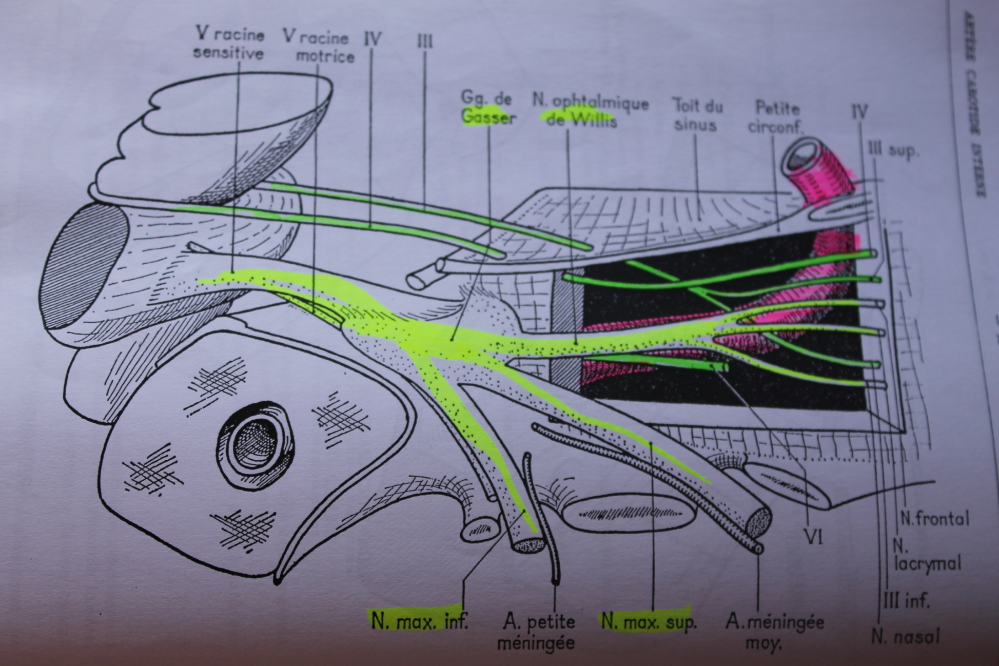 V racine
sensitive
V racine
motrice
IV
III
Gg. de
Gasser
N. ophtalmique
de Willis
Toit du
sinus
Petite
circonf.
IV
III sup.
ARTÈRE CAROTIDE INTERNE
N. frontal
VI
N.
lacrymal
III inf.
N. nasal
N. max. inf.
A. petite
méningée
N. max. sup.
A. méningée
moy.